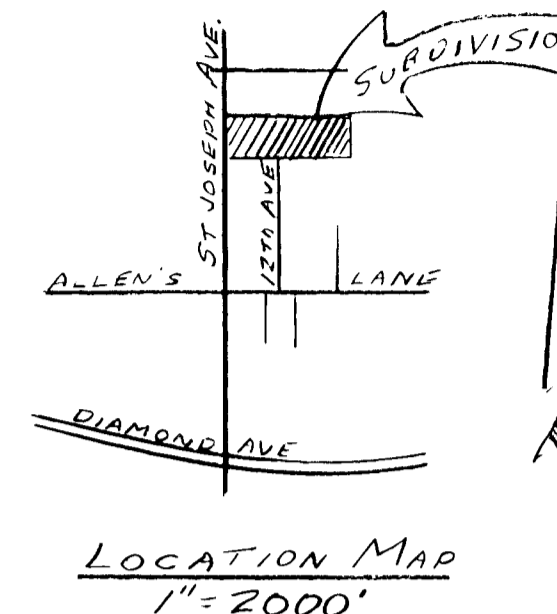 ST JOSEPH AVE.
SUBDIVISIO
12TH AVE
ALLEN'S LANE
DIAMOND AVE
LOCATION MAP
1"=2000'